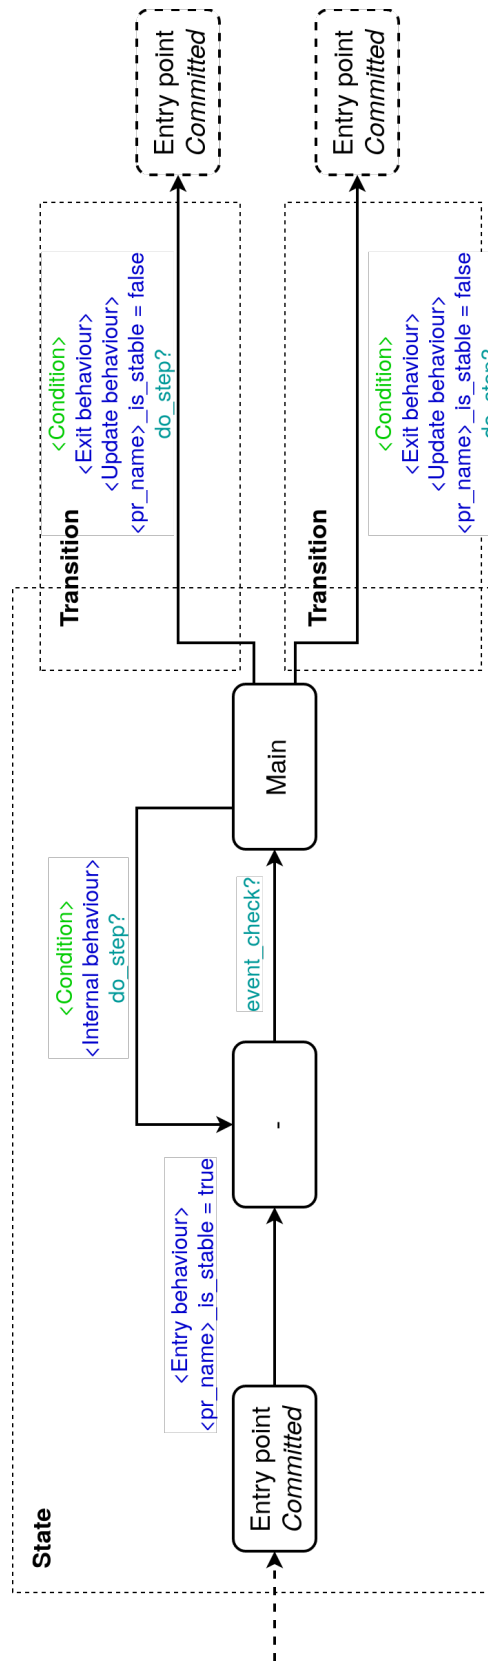 State
Entry point
Committed
<Entry behaviour>
<pr_name>_is_stable = true
-
<Condition>
<Internal behaviour>
do_step?
event_check?
Main
Transition
<Condition>
<Exit behaviour>
<Update behaviour>
<pr_name>_is_stable = false
do_step?
Entry point
Committed
Transition
<Condition>
<Exit behaviour>
<Update behaviour>
<pr_name>_is_stable = false
do_step?
Entry point
Committed